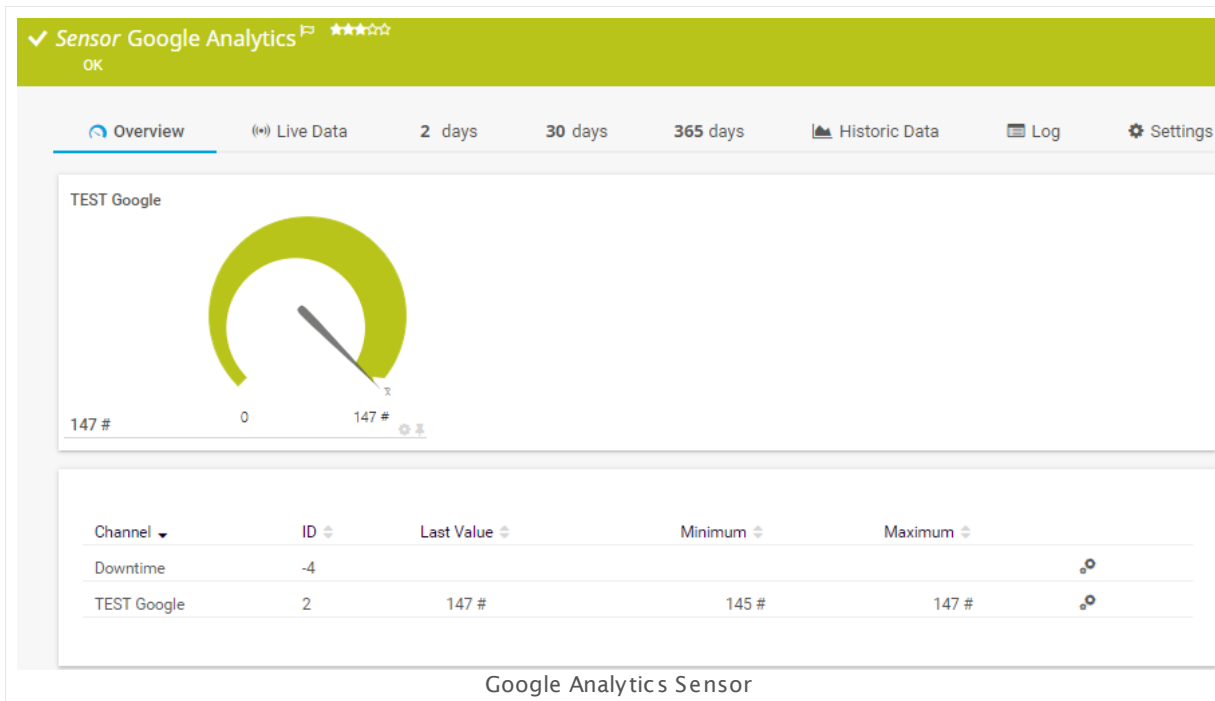 Sensor Google Analytics
OK
Overview Live Data 2 days 30 days 365 days Historic Data Log Settings
TEST Google
0 147 #
147 #
Channel ID Last Value Minimum Maximum
Downtime -4
TEST Google 2 147 # 145 # 147 #
Google Analytics Sensor